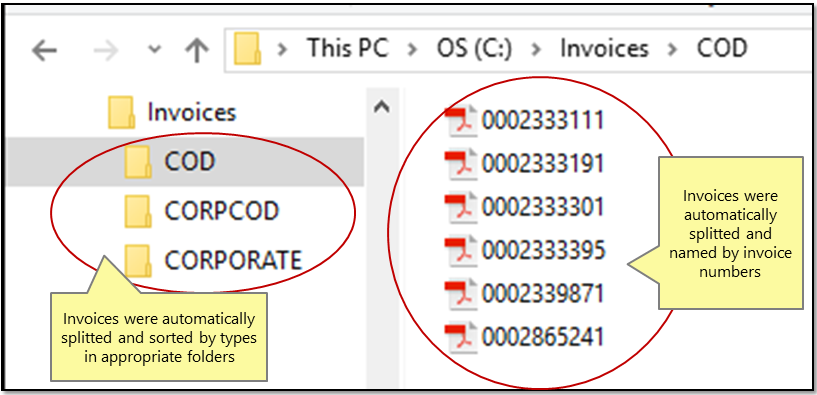 This PC > OS (C:) > Invoices > COD
Invoices
COD
CORPCOD
CORPORATE
Invoices were automatically
splitted and sorted by types
in appropriate folders
0002333111
0002333191
0002333301
0002333395
0002339871
0002865241
Invoices were
automatically
splitted and
named by invoice
numbers